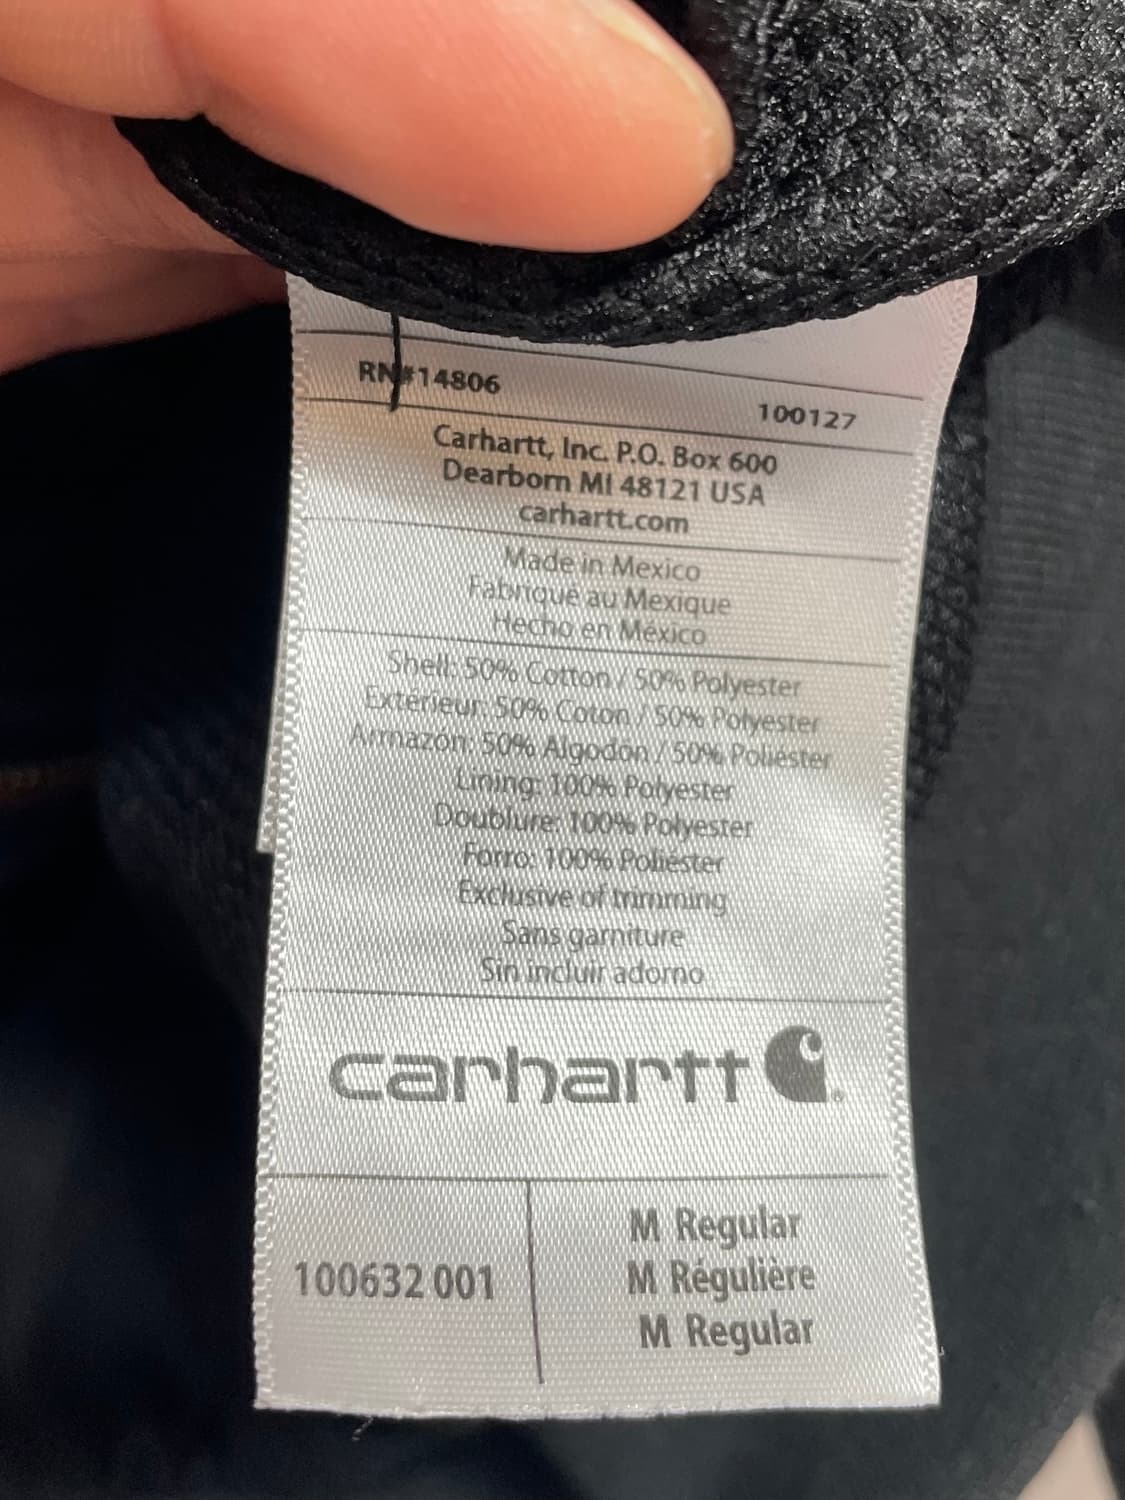 RN#14806
100127
Carhartt, Inc. P.O. Box 600
Dearborn MI 48121 USA
carhartt.com
Made in Mexico
Fabriqué au Mexique
Hecho en México
Shell: 50% Cotton / 50% Polyester
Extérieur: 50% Coton / 50% Polyester
Armazón: 50% Algodón / 50% Poliéster
Lining: 100% Polyester
Doublure: 100% Polyester
Forro: 100% Poliéster
Exclusive of trimming
Sans garniture
Sin incluir adorno
carhartt
100632 001
M Regular
M Régulière
M Regular